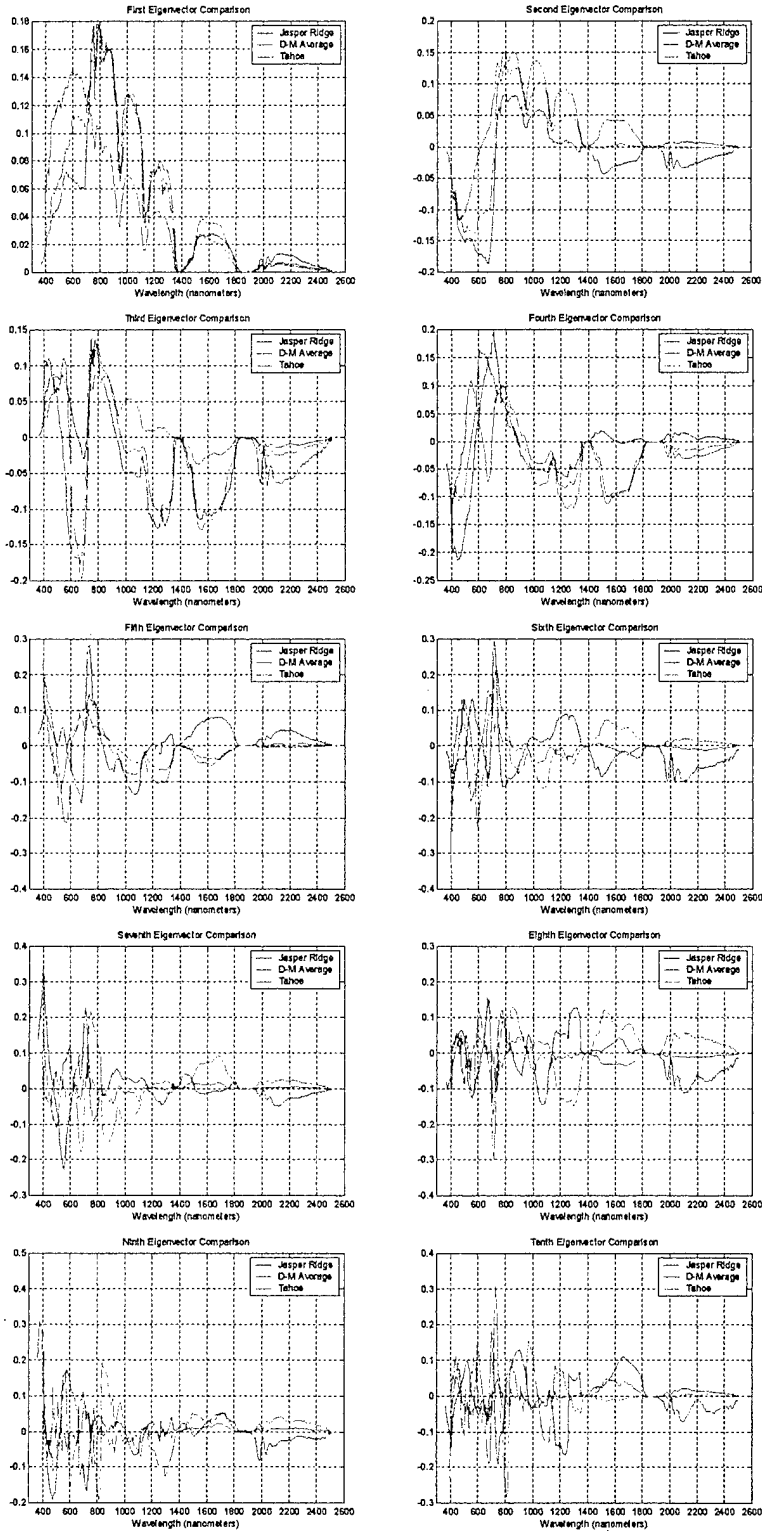 First Eigenvector Comparison
0.18
0.16
0.14
0.12
0.1
0.08
0.06
0.04
0.02
0
Jasper Ridge
D-M Average
Tahoe
400 600 800 1000 1200 1400 1600 1800 2000 2200 2400 2600
Wavelength (nanometers)
Second Eigenvector Comparison
0.2
0.15
0.1
0.05
0
-0.05
-0.1
-0.15
-0.2
Jasper Ridge
D-M Average
Tahoe
400 600 800 1000 1200 1400 1600 1800 2000 2200 2400 2600
Wavelength (nanometers)
Third Eigenvector Comparison
0.15
0.1
0.05
0
-0.05
-0.1
-0.15
-0.2
Jasper Ridge
D-M Average
Tahoe
400 600 800 1000 1200 1400 1600 1800 2000 2200 2400 2600
Wavelength (nanometers)
Fourth Eigenvector Comparison
0.2
0.15
0.1
0.05
0
-0.05
-0.1
-0.15
-0.2
-0.25
Jasper Ridge
D-M Average
Tahoe
400 600 800 1000 1200 1400 1600 1800 2000 2200 2400 2600
Wavelength (nanometers)
Fifth Eigenvector Comparison
0.3
0.2
0.1
0
-0.1
-0.2
-0.3
-0.4
Jasper Ridge
D-M Average
Tahoe
400 600 800 1000 1200 1400 1600 1800 2000 2200 2400 2600
Wavelength (nanometers)
Sixth Eigenvector Comparison
0.3
0.2
0.1
0
-0.1
-0.2
-0.3
-0.4
Jasper Ridge
D-M Average
Tahoe
400 600 800 1000 1200 1400 1600 1800 2000 2200 2400 2600
Wavelength (nanometers)
Seventh Eigenvector Comparison
0.4
0.3
0.2
0.1
0
-0.1
-0.2
-0.3
Jasper Ridge
D-M Average
Tahoe
400 600 800 1000 1200 1400 1600 1800 2000 2200 2400 2600
Wavelength (nanometers)
Eighth Eigenvector Comparison
0.3
0.2
0.1
0
-0.1
-0.2
-0.3
-0.4
Jasper Ridge
D-M Average
Tahoe
400 600 800 1000 1200 1400 1600 1800 2000 2200 2400 2600
Wavelength (nanometers)
Ninth Eigenvector Comparison
0.5
0.4
0.3
0.2
0.1
0
-0.1
-0.2
Jasper Ridge
D-M Average
Tahoe
400 600 800 1000 1200 1400 1600 1800 2000 2200 2400 2600
Wavelength (nanometers)
Tenth Eigenvector Comparison
0.4
0.3
0.2
0.1
0
-0.1
-0.2
-0.3
Jasper Ridge
D-M Average
Tahoe
400 600 800 1000 1200 1400 1600 1800 2000 2200 2400 2600
Wavelength (nanometers)